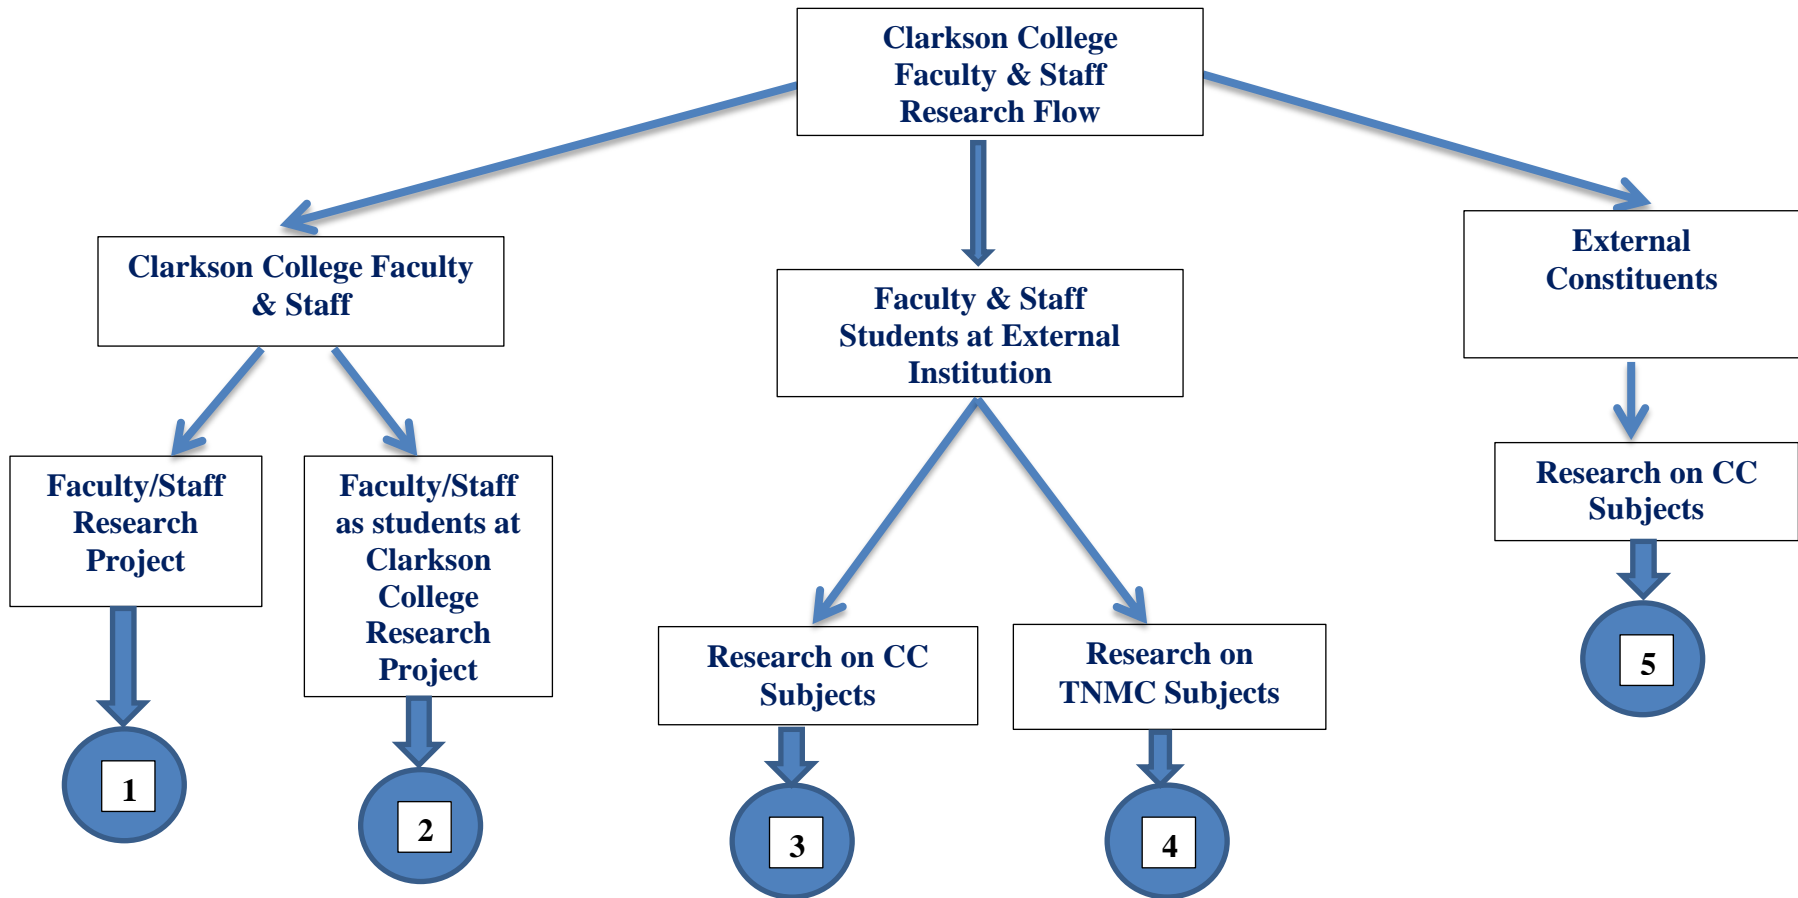 Clarkson College
Faculty & Staff
Research Flow
Clarkson College Faculty
& Staff
Faculty & Staff
Students at External
Institution
External
Constituents
Faculty/Staff
Research
Project
Faculty/Staff
as students at
Clarkson
College
Research
Project
Research on CC
Subjects
Research on
TNMC Subjects
Research on CC
Subjects
1
2
3
4
5